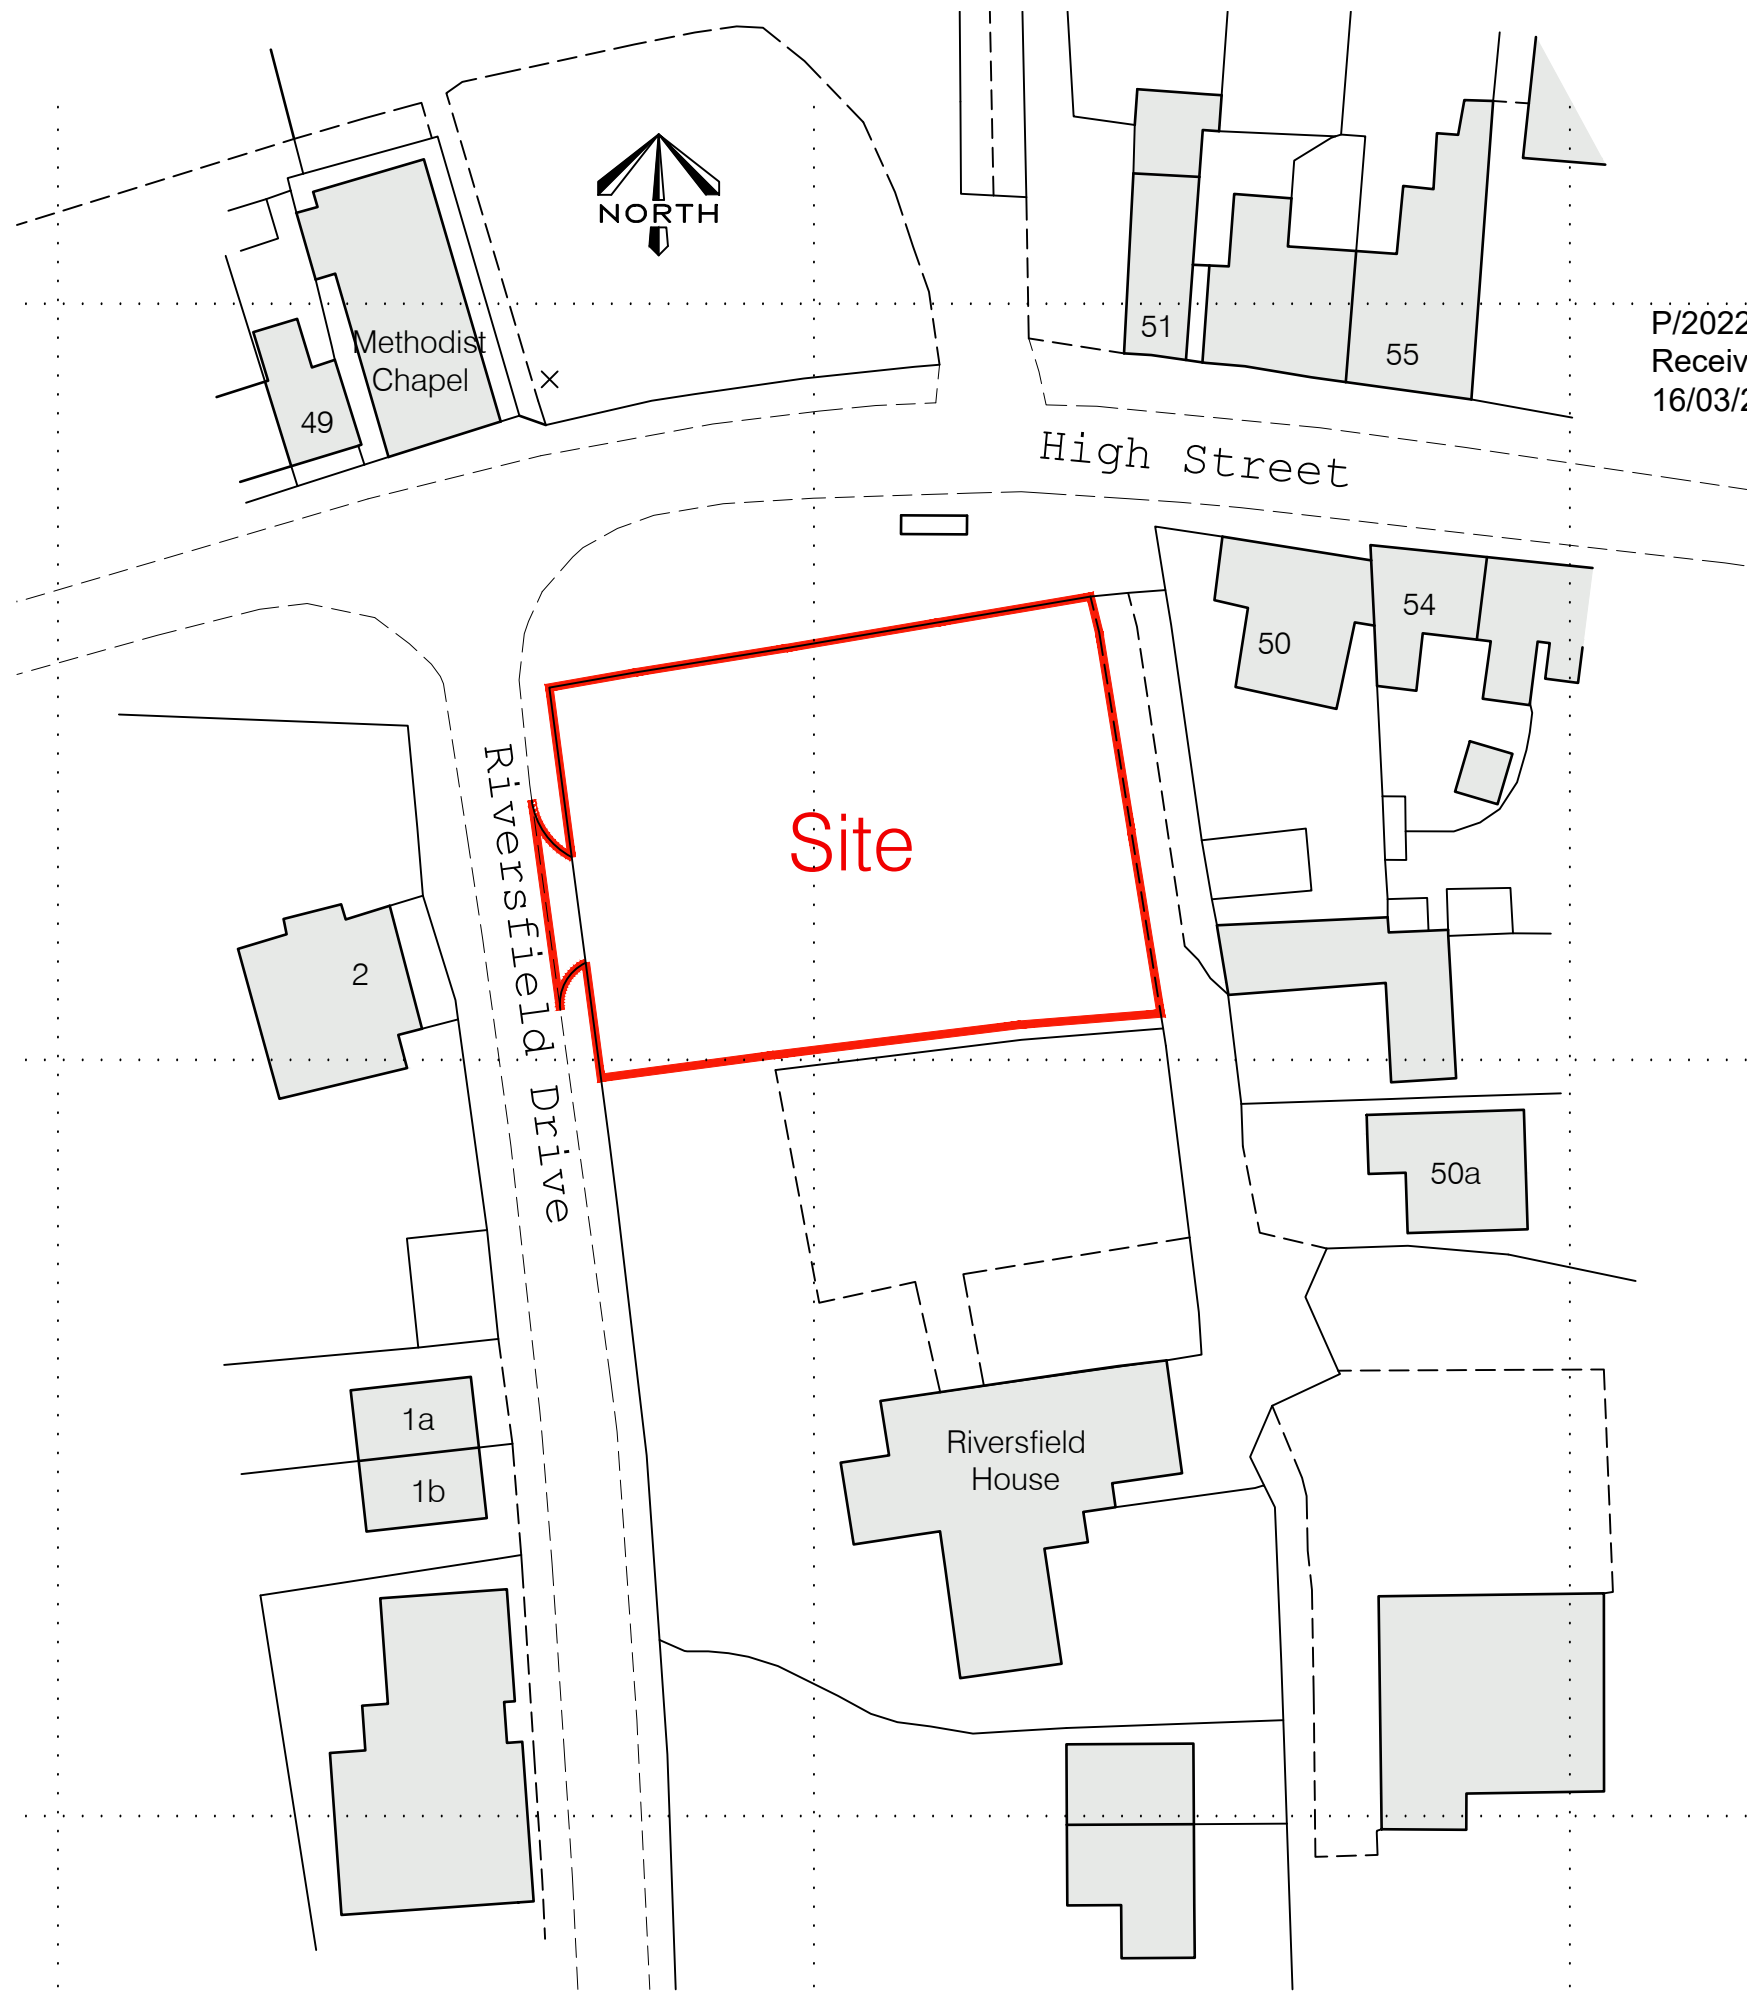 NORTH
P/2022
Receiv
16/03/2
51
55
Methodist
Chapel
49
High Street
54
50
Site
Riversfield Drive
2
50a
1a
1b
Riversfield
House